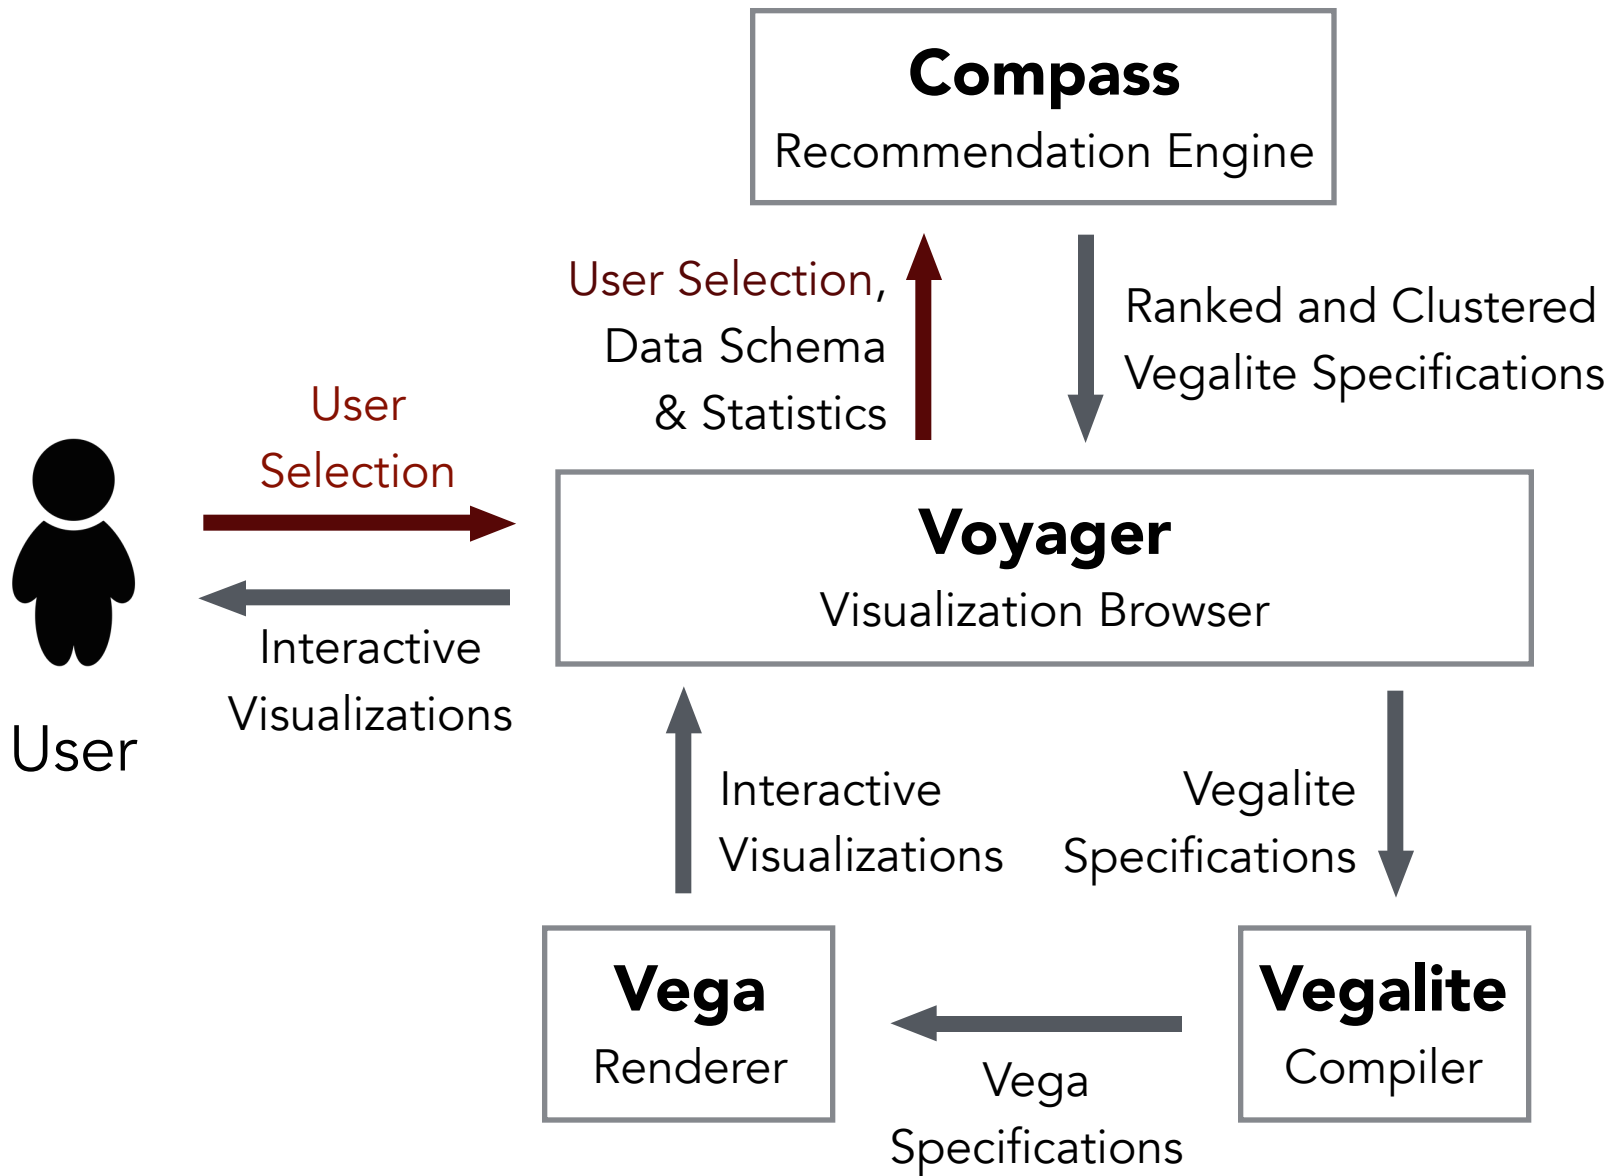 Compass
Recommendation Engine
User Selection,
Data Schema
& Statistics
Ranked and Clustered
Vegalite Specifications
User
Selection
Voyager
Visualization Browser
Interactive
Visualizations
User
Interactive
Visualizations
Vegalite
Specifications
Vega
Renderer
Vegalite
Compiler
Vega
Specifications